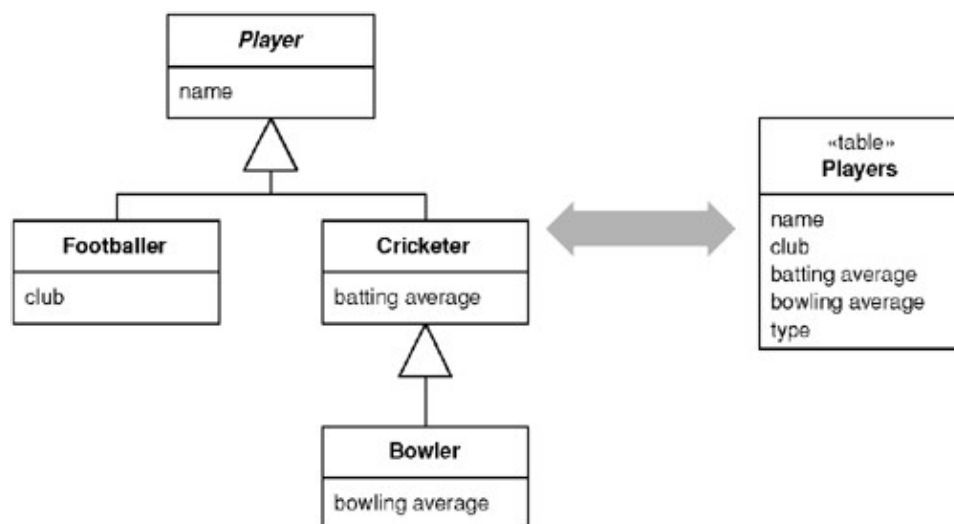 Player
name
Footballer
club
Cricketer
batting average
Bowler
bowling average
«table»
Players
name
club
batting average
bowling average
type